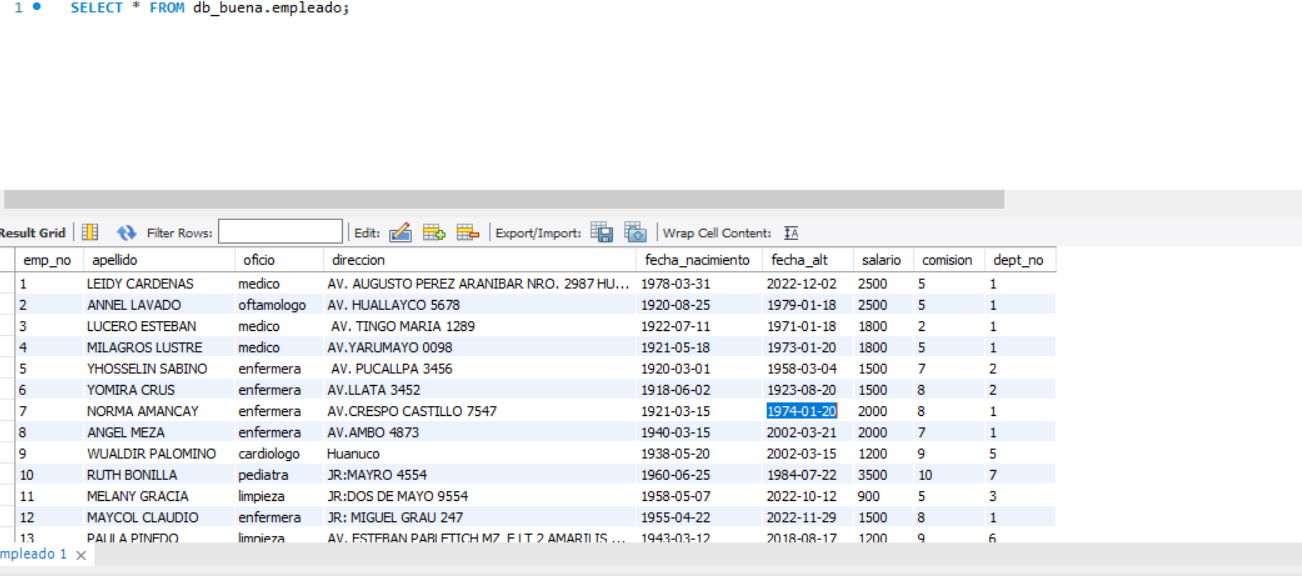 1 SELECT * FROM db_buena.empleado;
Result Grid Filter Rows: Edit: Export/Import: Wrap Cell Content:
emp_no apellido oficio direccion fecha_nacimiento fecha_alt salario comision dept_no
1 LEIDY CARDENAS medico AV. AUGUSTO PEREZ ARANIBAR NRO. 2987 HU... 1978-03-31 2022-12-02 2500 5 1
2 ANNEL LAVADO oftamologo AV. HUALLAYCO 5678 1920-08-25 1979-01-18 2500 5 1
3 LUCERO ESTEBAN medico AV. TINGO MARIA 1289 1922-07-11 1971-01-18 1800 2 1
4 MILAGROS LUSTRE medico AV.YARUMAYO 0098 1921-05-18 1973-01-20 1800 5 1
5 YHOSSELIN SABINO enfermera AV. PUCALLPA 3456 1920-03-01 1958-03-04 1500 7 2
6 YOMIRA CRUS enfermera AV.LLATA 3452 1918-06-02 1923-08-20 1500 8 2
7 NORMA AMANCAY enfermera AV.CRESPO CASTILLO 7547 1921-03-15 1974-01-20 2000 8 1
8 ANGEL MEZA enfermera AV.AMBO 4873 1940-03-15 2002-03-21 2000 7 1
9 WUALDIR PALOMINO cardiologo Huanuco 1938-05-20 2002-03-15 1200 9 5
10 RUTH BONILLA pediatra JR:MAYRO 4554 1960-06-25 1984-07-22 3500 10 7
11 MELANY GRACIA limpieza JR:DOS DE MAYO 9554 1958-05-07 2022-10-12 900 5 3
12 MAYCOL CLAUDIO enfermera JR: MIGUEL GRAU 247 1955-04-22 2022-11-29 1500 8 1
13 PAULA PINEDO limpieza AV. ESTEBAN PABLETICH MZ. E LT 2 AMARILIS ... 1943-03-12 2018-08-17 1200 9 6
mpleado 1